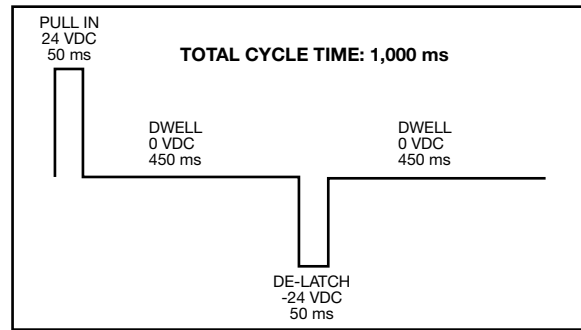 PULL IN
24 VDC
50 ms
TOTAL CYCLE TIME: 1,000 ms
DWELL
0 VDC
450 ms
DWELL
0 VDC
450 ms
DE-LATCH
-24 VDC
50 ms